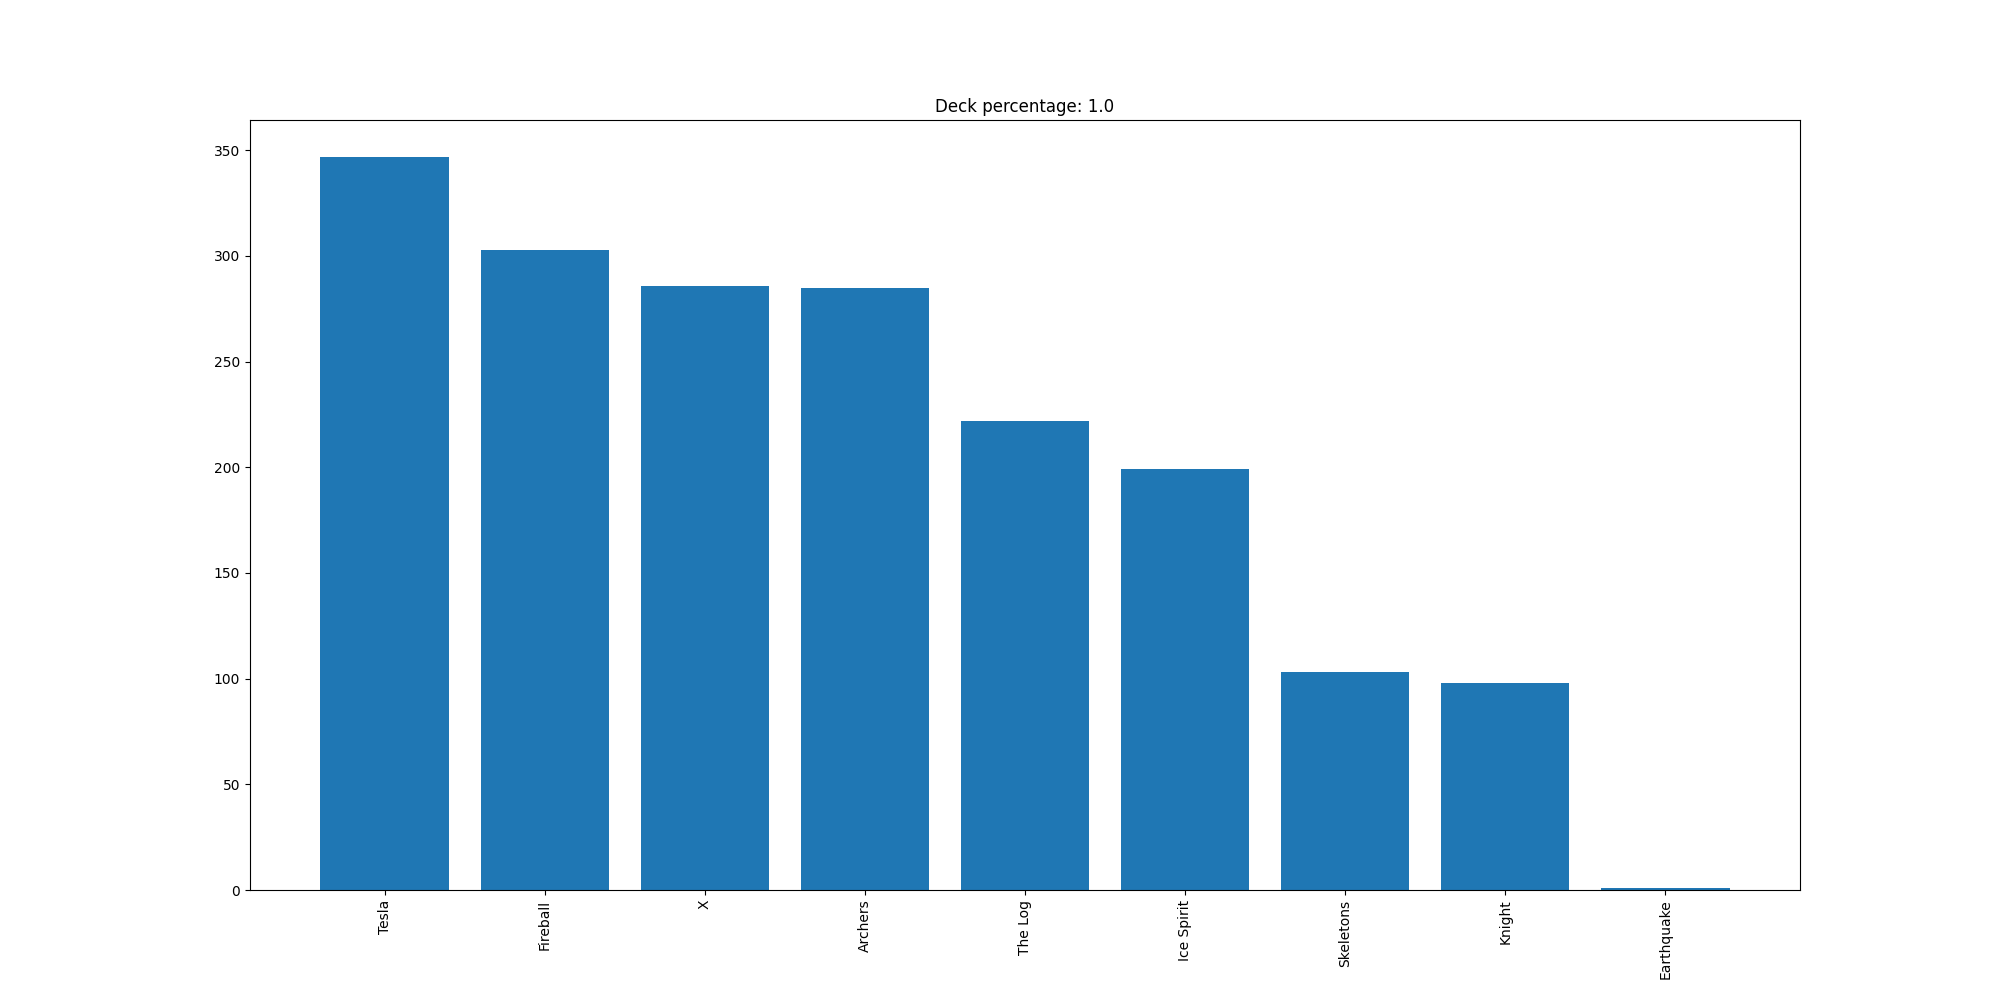 Deck percentage: 1.0
350
300
250
200
150
100
50
0
Tesla
Fireball
X
Archers
The Log
Ice Spirit
Skeletons
Knight
Earthquake